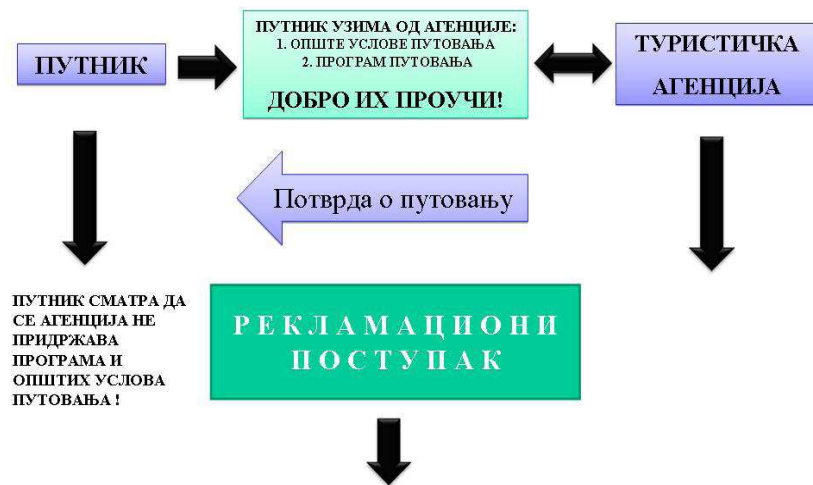 ПУТНИК
ПУТНИК УЗИМА ОД АГЕНЦИЈЕ:
1. ОПШТЕ УСЛОВЕ ПУТОВАЊА
2. ПРОГРАМ ПУТОВАЊА
ДОБРО ИХ ПРОУЧИ!
ТУРИСТИЧКА
АГЕНЦИЈА
Потврда о путовању
ПУТНИК СМАТРА ДА
СЕ АГЕНЦИЈА НЕ
ПРИДРЖАВА
ПРОГРАМА И
ОПШТИХ УСЛОВА
ПУТОВАЊА !
Р Е К Л А М А Ц И О Н И
П О С Т У П А К